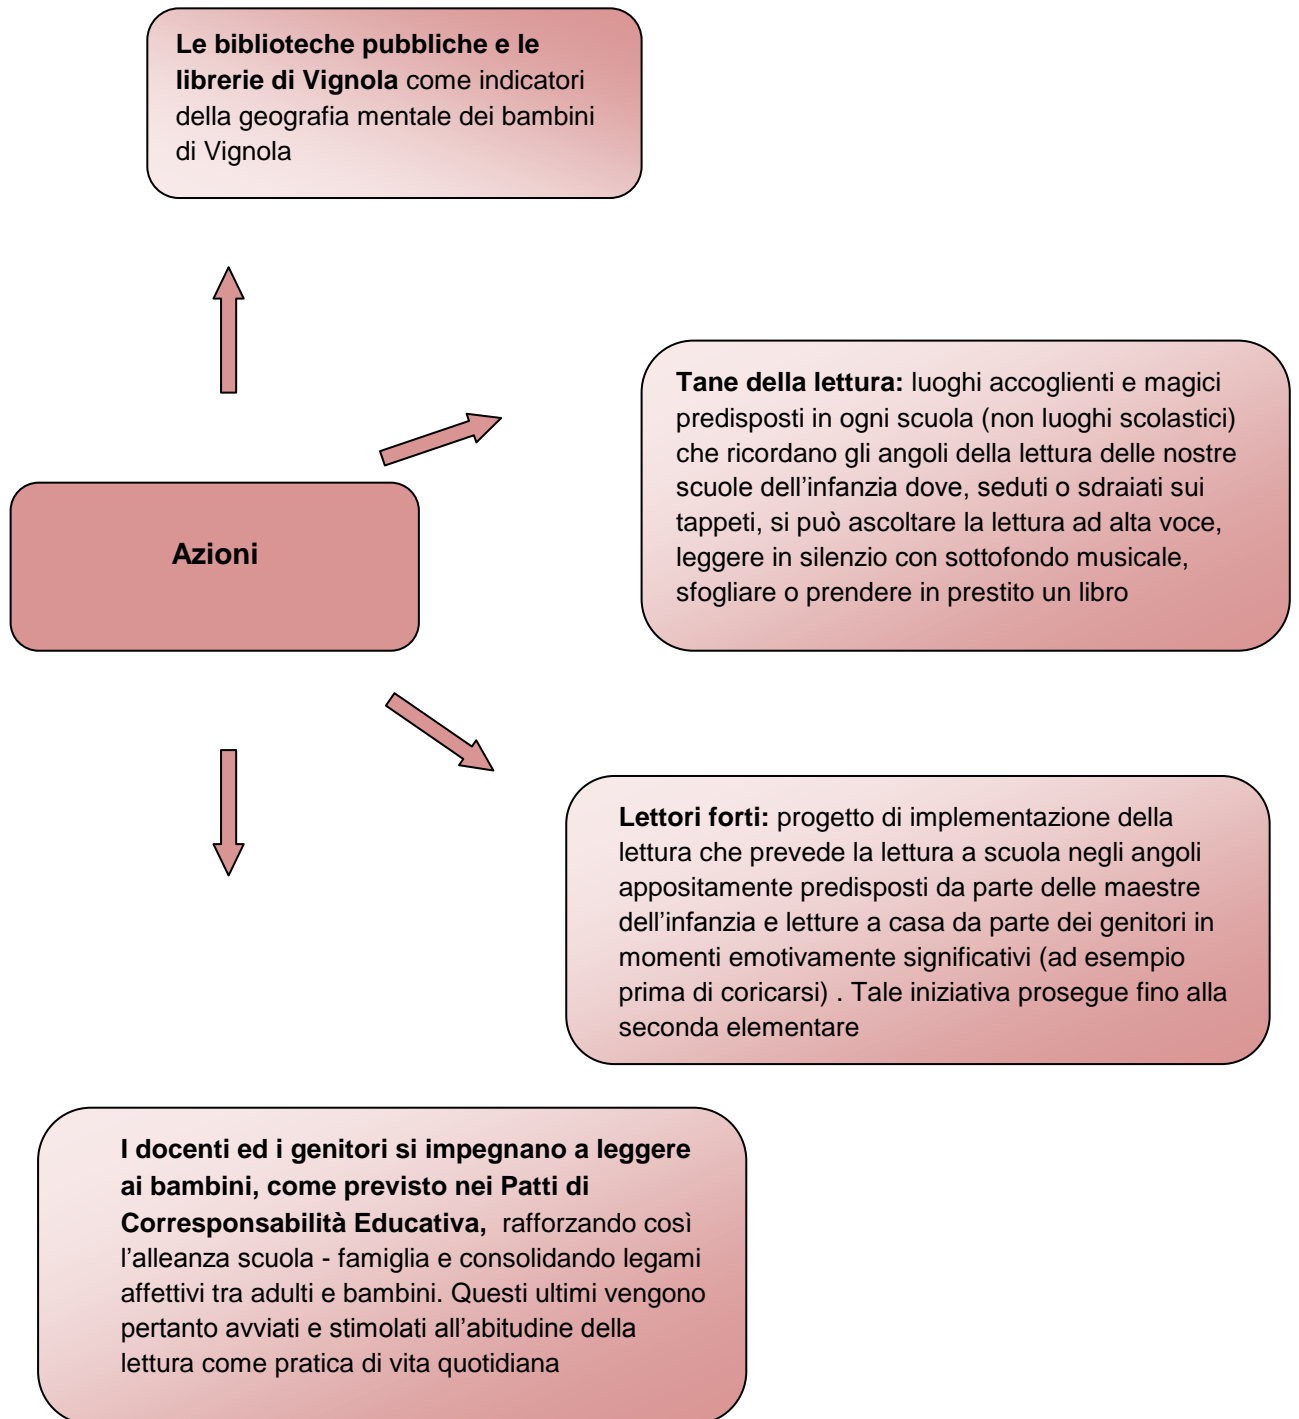 Le biblioteche pubbliche e le
librerie di Vignola come indicatori
della geografia mentale dei bambini
di Vignola
Tane della lettura: luoghi accoglienti e magici
predisposti in ogni scuola (non luoghi scolastici)
che ricordano gli angoli della lettura delle nostre
scuole dell’infanzia dove, seduti o sdraiati sui
tappeti, si può ascoltare la lettura ad alta voce,
leggere in silenzio con sottofondo musicale,
sfogliare o prendere in prestito un libro
Azioni
Lettori forti: progetto di implementazione della
lettura che prevede la lettura a scuola negli angoli
appositamente predisposti da parte delle maestre
dell’infanzia e letture a casa da parte dei genitori in
momenti emotivamente significativi (ad esempio
prima di coricarsi) . Tale iniziativa prosegue fino alla
seconda elementare
I docenti ed i genitori si impegnano a leggere
ai bambini, come previsto nei Patti di
Corresponsabilità Educativa,  rafforzando così
l’alleanza scuola - famiglia e consolidando legami
affettivi tra adulti e bambini. Questi ultimi vengono
pertanto avviati e stimolati all’abitudine della
lettura come pratica di vita quotidiana